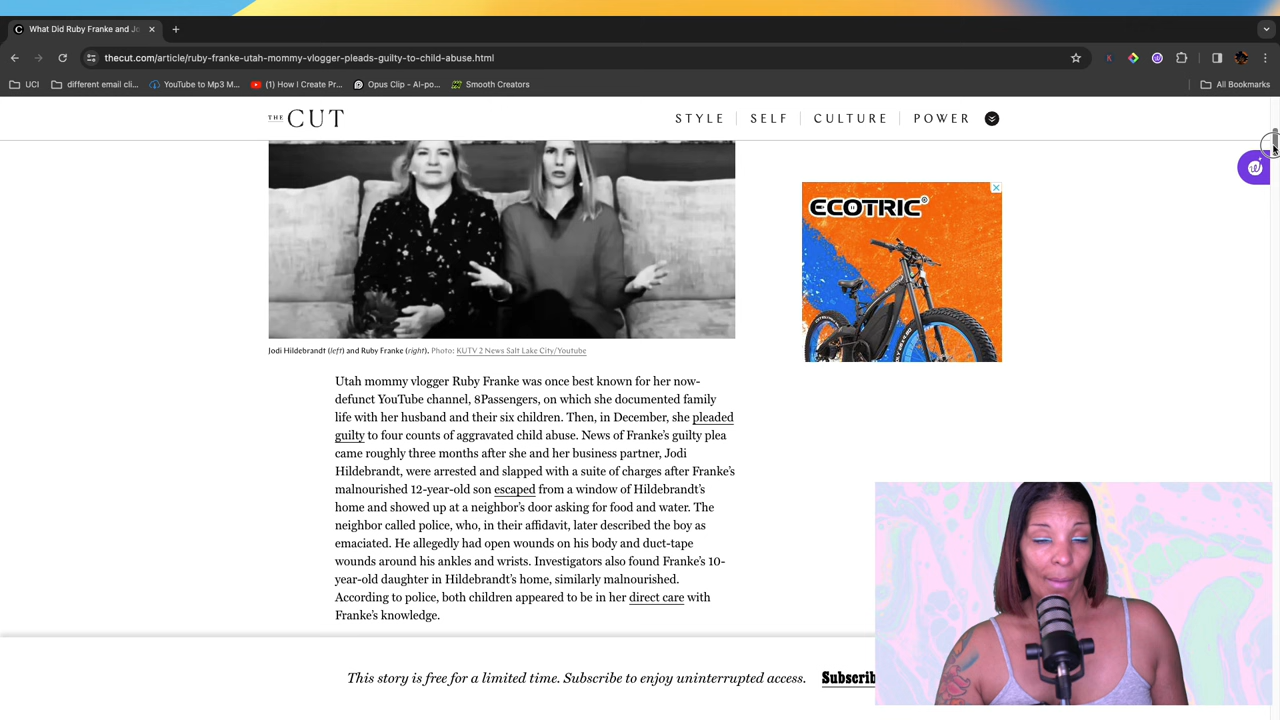 What Did Ruby Franke and Jo
thecut.com/article/ruby-franke-utah-mommy-vlogger-pleads-guilty-to-child-abuse.html
UCI different email cli... YouTube to Mp3 M... (1) How I Create Pr... Opus Clip - AI-po... Smooth Creators All Bookmarks
THE CUT STYLE SELF CULTURE POWER
ECOTRIC®
Jodi Hildebrandt (left) and Ruby Franke (right). Photo: KUTV 2 News Salt Lake City/Youtube
Utah mommy vlogger Ruby Franke was once best known for her now-
defunct YouTube channel, 8Passengers, on which she documented family
life with her husband and their six children. Then, in December, she pleaded
guilty to four counts of aggravated child abuse. News of Franke’s guilty plea
came roughly three months after she and her business partner, Jodi
Hildebrandt, were arrested and slapped with a suite of charges after Franke’s
malnourished 12-year-old son escaped from a window of Hildebrandt’s
home and showed up at a neighbor’s door asking for food and water. The
neighbor called police, who, in their affidavit, later described the boy as
emaciated. He allegedly had open wounds on his body and duct-tape
wounds around his ankles and wrists. Investigators also found Franke’s 10-
year-old daughter in Hildebrandt’s home, similarly malnourished.
According to police, both children appeared to be in her direct care with
Franke’s knowledge.
This story is free for a limited time. Subscribe to enjoy uninterrupted access. Subscrib